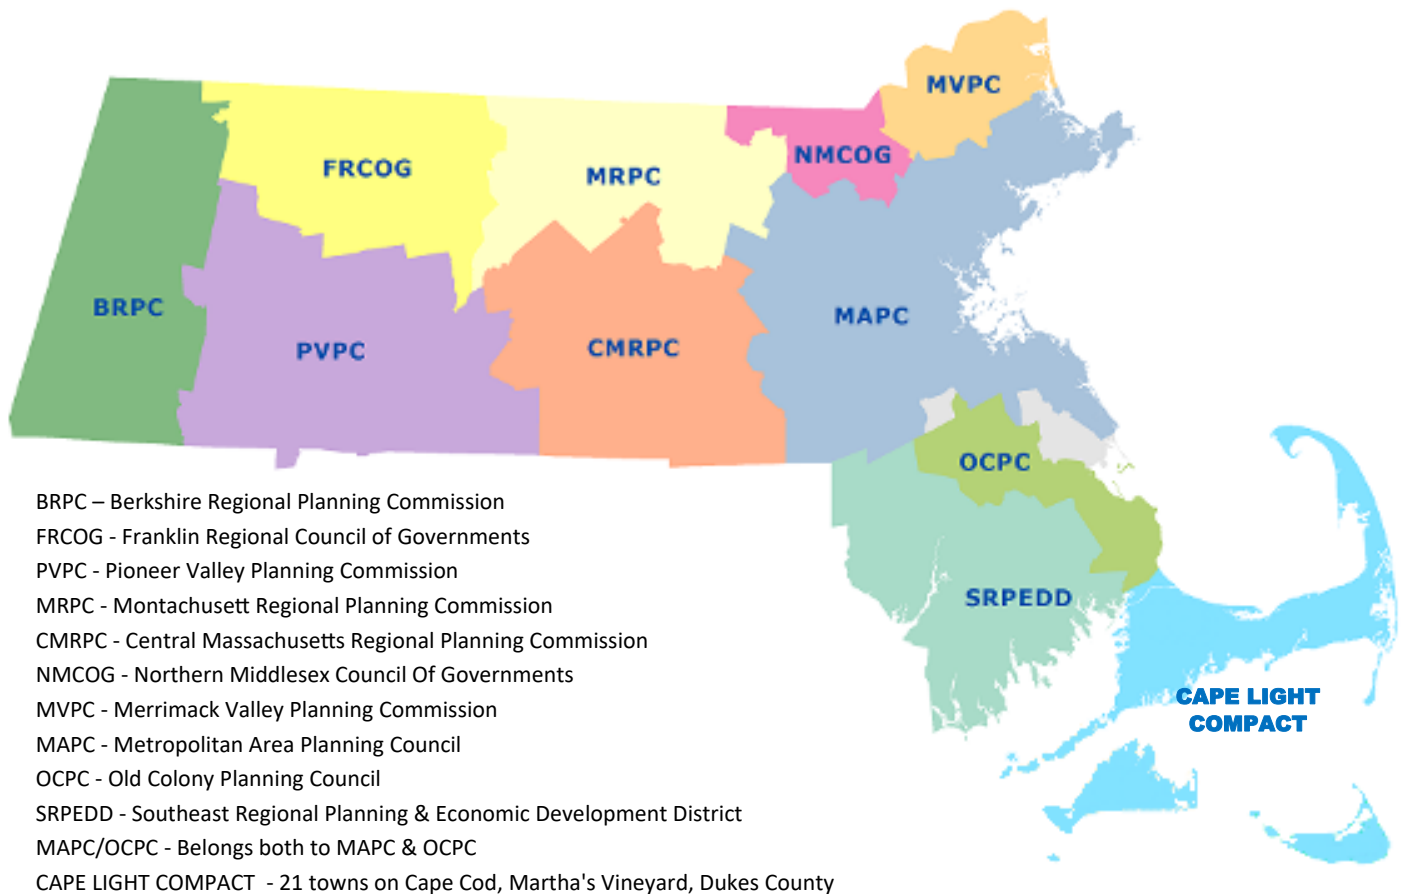 MVPC
NMCOG
FRCOG
MRPC
BRPC
MAPC
PVPC
CMRPC
OCPC
SRPEDD
CAPE LIGHT
COMPACT
BRPC – Berkshire Regional Planning Commission
FRCOG - Franklin Regional Council of Governments
PVPC - Pioneer Valley Planning Commission
MRPC - Montachusett Regional Planning Commission
CMRPC - Central Massachusetts Regional Planning Commission
NMCOG - Northern Middlesex Council Of Governments
MVPC - Merrimack Valley Planning Commission
MAPC - Metropolitan Area Planning Council
OCPC - Old Colony Planning Council
SRPEDD - Southeast Regional Planning & Economic Development District
MAPC/OCPC - Belongs both to MAPC & OCPC
CAPE LIGHT COMPACT - 21 towns on Cape Cod, Martha's Vineyard, Dukes County